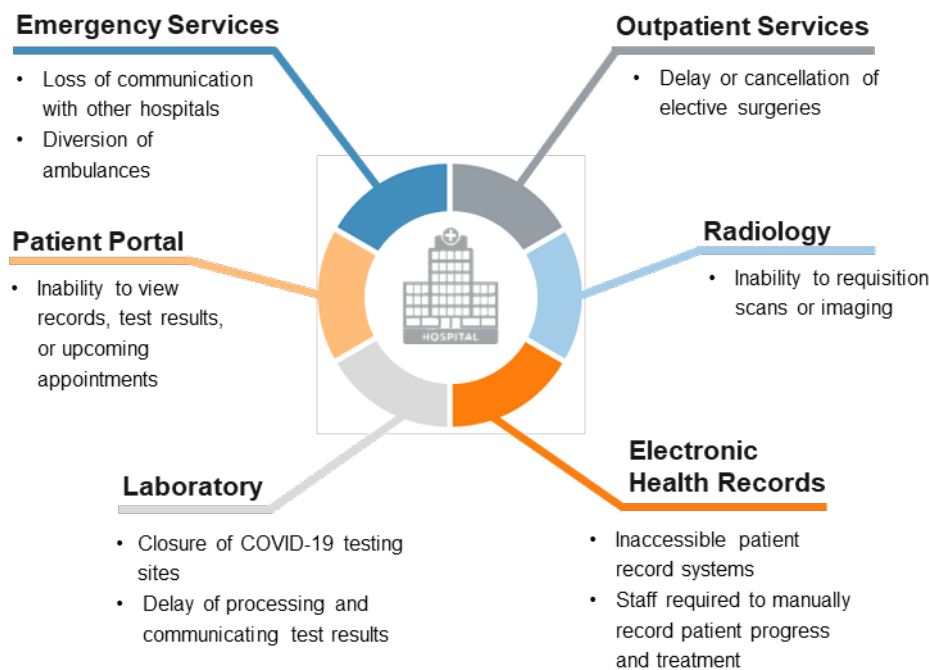 Emergency Services
• Loss of communication
with other hospitals
• Diversion of
ambulances
Outpatient Services
• Delay or cancellation of
elective surgeries
Patient Portal
• Inability to view
records, test results,
or upcoming
appointments
Radiology
• Inability to requisition
scans or imaging
HOSPITAL
Laboratory
• Closure of COVID-19 testing
sites
• Delay of processing and
communicating test results
Electronic
Health Records
• Inaccessible patient
record systems
• Staff required to manually
record patient progress
and treatment